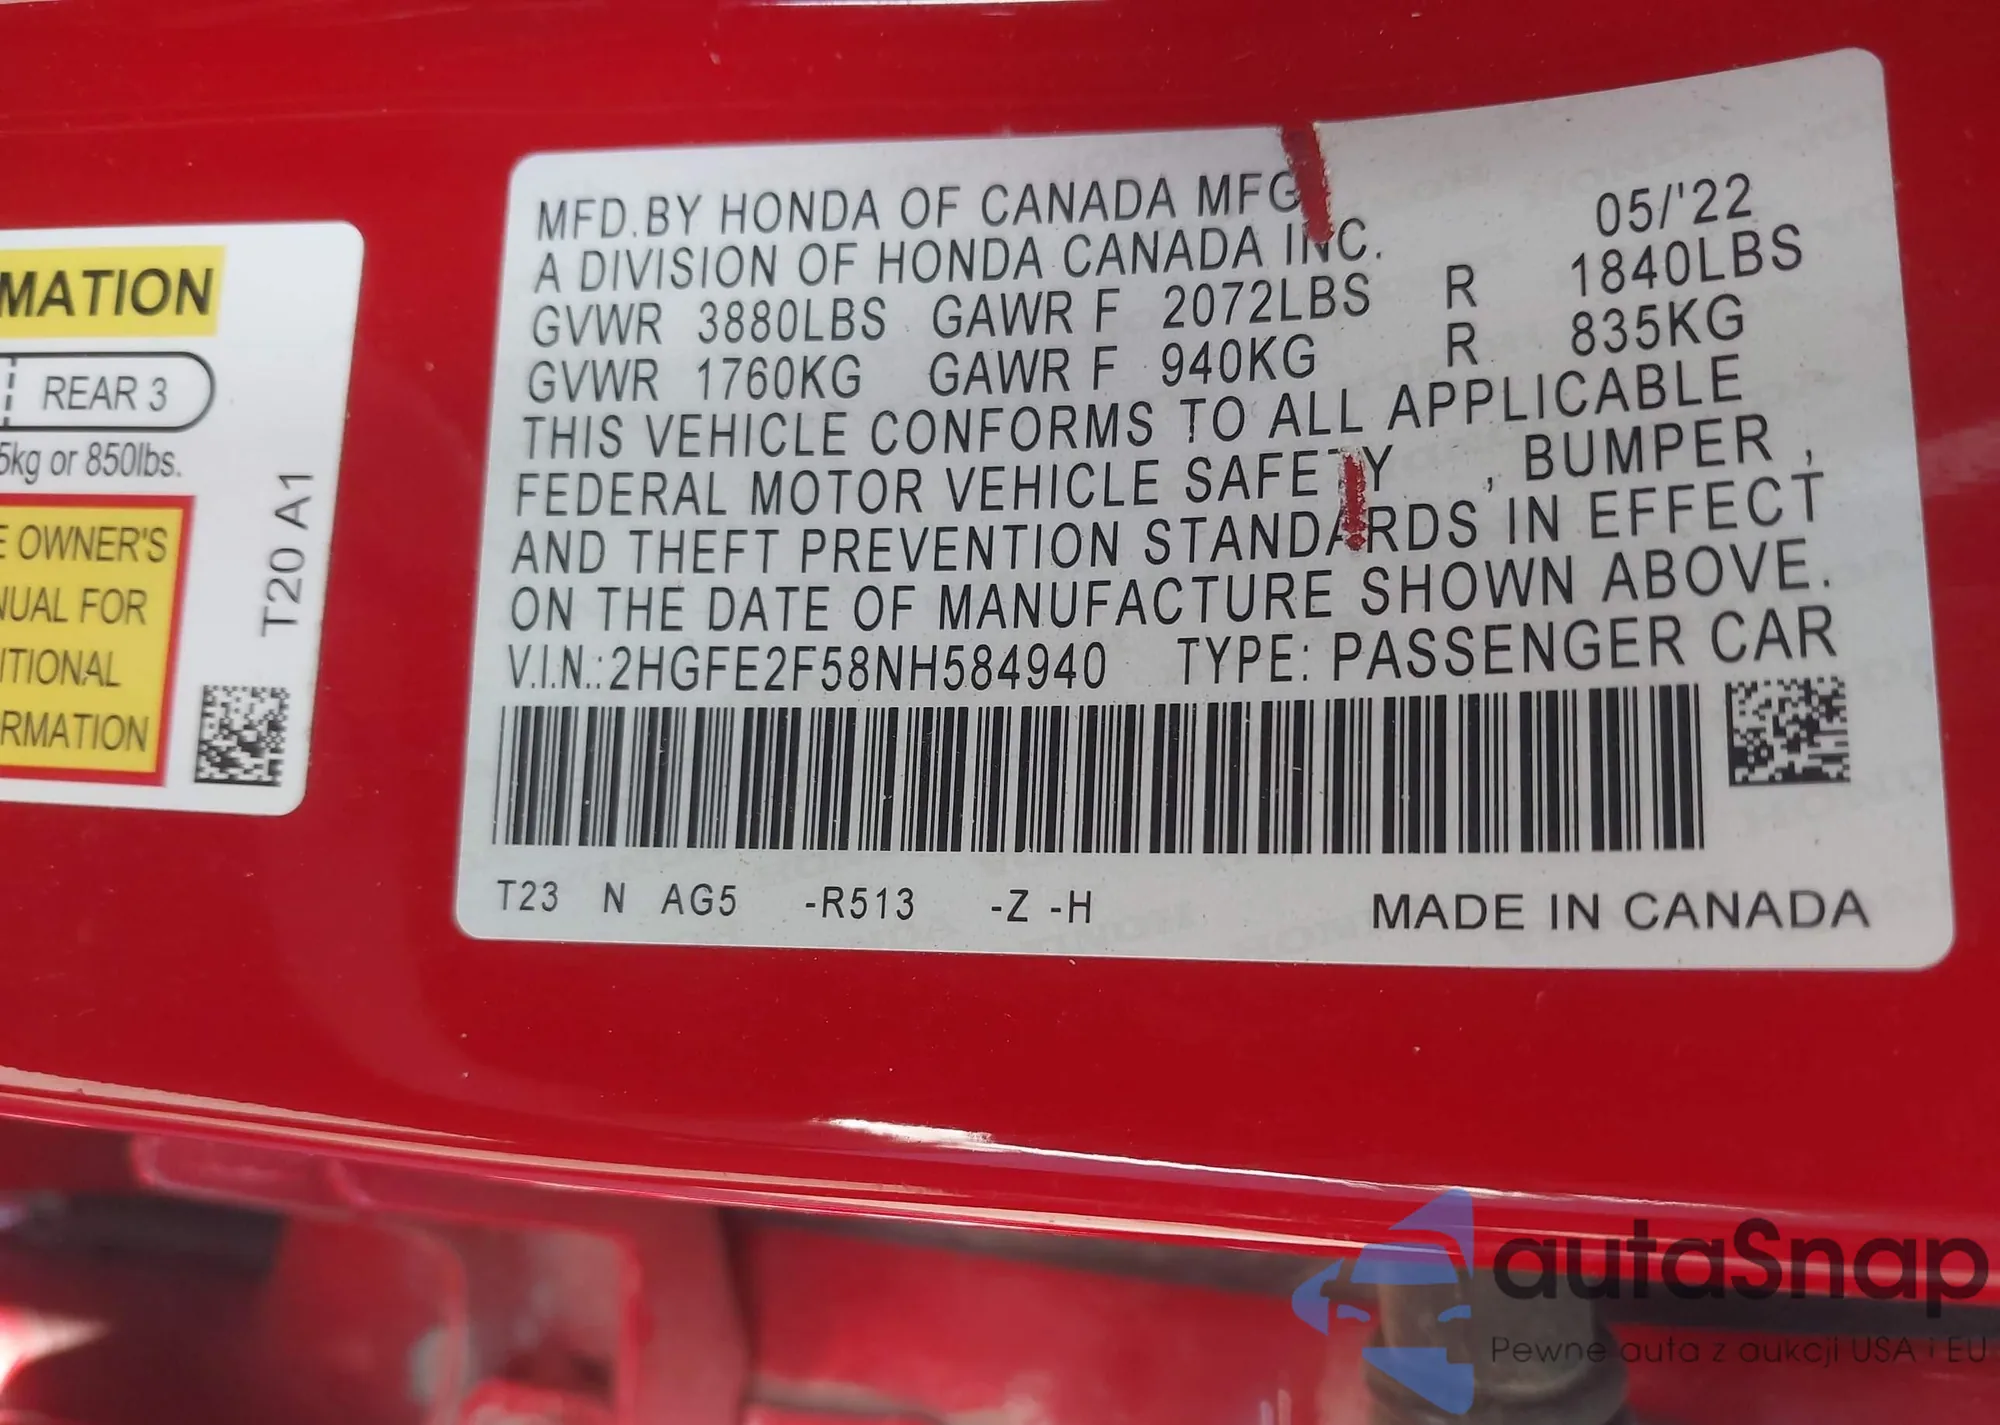 MATION
REAR 3
5kg or 850lbs.
E OWNER'S
NUAL FOR
ITIONAL
RMATION
T20 A1
MFD.BY HONDA OF CANADA MFG 05/'22
A DIVISION OF HONDA CANADA INC.
GVWR 3880LBS GAWR F 2072LBS R 1840LBS
GVWR 1760KG GAWR F 940KG R 835KG
THIS VEHICLE CONFORMS TO ALL APPLICABLE
FEDERAL MOTOR VEHICLE SAFETY , BUMPER ,
AND THEFT PREVENTION STANDARDS IN EFFECT
ON THE DATE OF MANUFACTURE SHOWN ABOVE.
V.I.N.:2HGFE2F58NH584940 TYPE: PASSENGER CAR
T23 N AG5 -R513 -Z -H MADE IN CANADA
autaSnap
Pewne auta z aukcji USA i EU